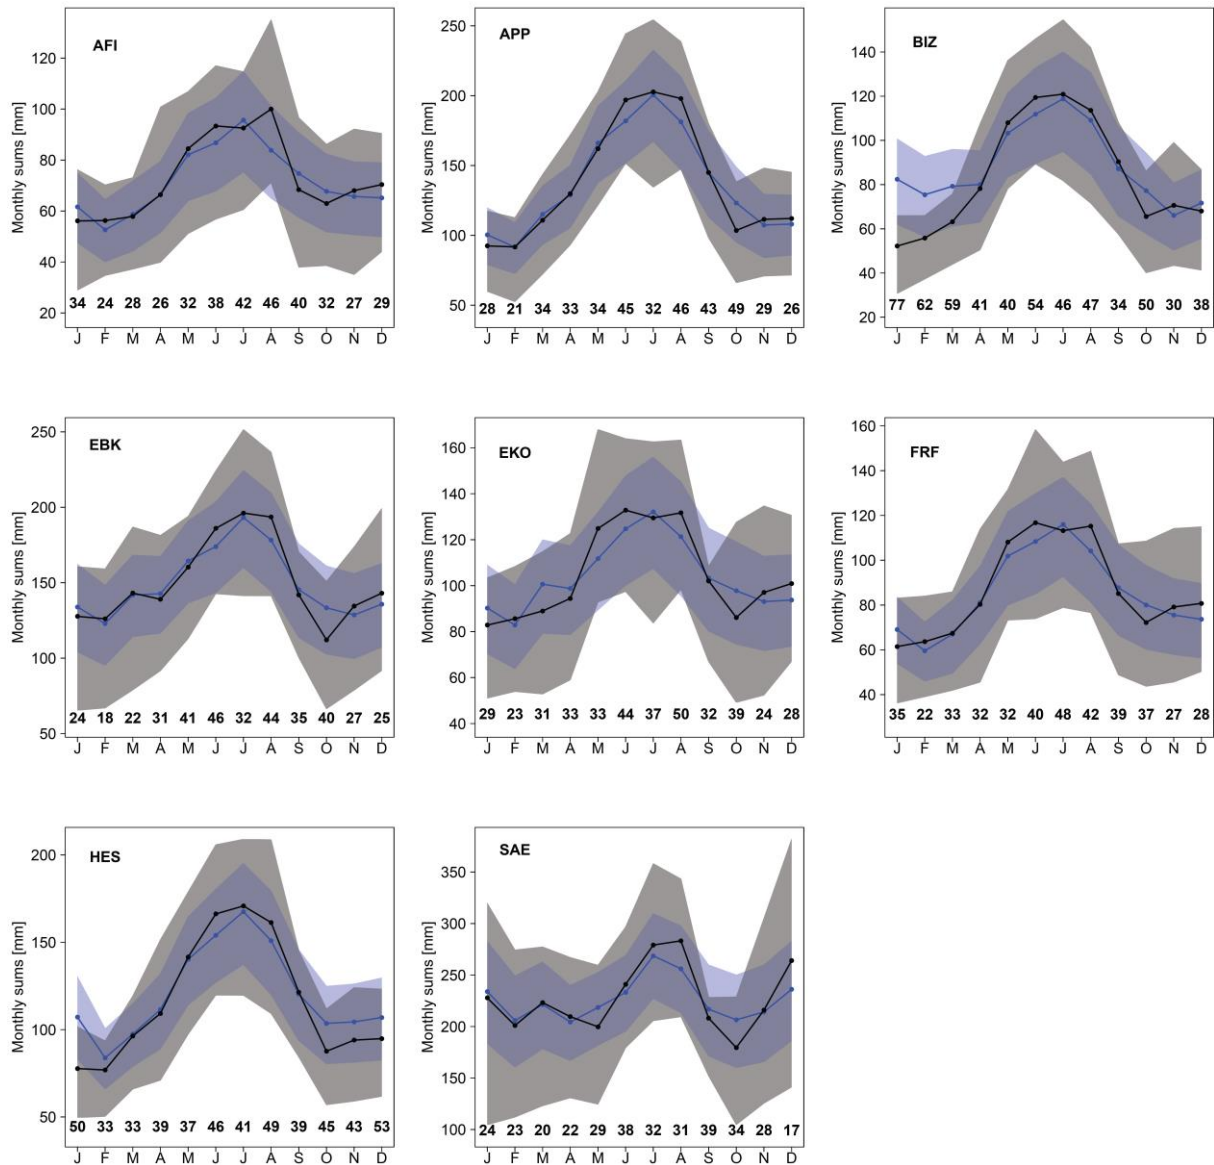 AFI
Monthly sums [mm]
120
100
80
60
40
20
34 24 28 26 32 38 42 46 40 32 27 29
J F M A M J J A S O N D
APP
Monthly sums [mm]
250
200
150
100
50
28 21 34 33 34 45 32 46 43 49 29 26
J F M A M J J A S O N D
BIZ
Monthly sums [mm]
140
120
100
80
60
40
20
77 62 59 41 40 54 46 47 34 50 30 38
J F M A M J J A S O N D
EBK
Monthly sums [mm]
250
200
150
100
50
24 18 22 31 41 46 32 44 35 40 27 25
J F M A M J J A S O N D
EKO
Monthly sums [mm]
160
140
120
100
80
60
40
29 23 31 33 33 44 37 50 32 39 24 28
J F M A M J J A S O N D
FRF
Monthly sums [mm]
160
140
120
100
80
60
40
35 22 33 32 32 40 48 42 39 37 27 28
J F M A M J J A S O N D
HES
Monthly sums [mm]
200
150
100
50
50 33 33 39 37 46 41 49 39 45 43 53
J F M A M J J A S O N D
SAE
Monthly sums [mm]
350
300
250
200
150
100
24 23 20 22 29 38 32 31 39 34 28 17
J F M A M J J A S O N D